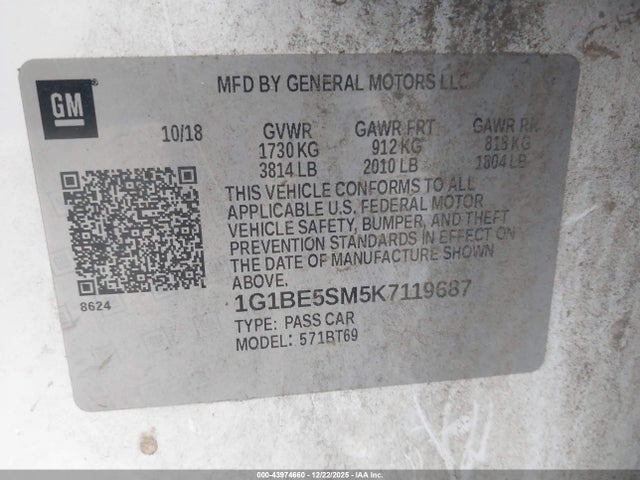 GM
MFD BY GENERAL MOTORS LLC
10/18 GVWR GAWR FRT GAWR RR
1730 KG 912 KG 818 KG
3814 LB 2010 LB 1804 LB
THIS VEHICLE CONFORMS TO ALL
APPLICABLE U.S. FEDERAL MOTOR
VEHICLE SAFETY, BUMPER, AND THEFT
PREVENTION STANDARDS IN EFFECT ON
THE DATE OF MANUFACTURE SHOWN
ABOVE.
8624
1G1BE5SM5K7119687
TYPE: PASS CAR
MODEL: 571BT69
000-43974660 - 12/22/2025 - IAA, Inc.